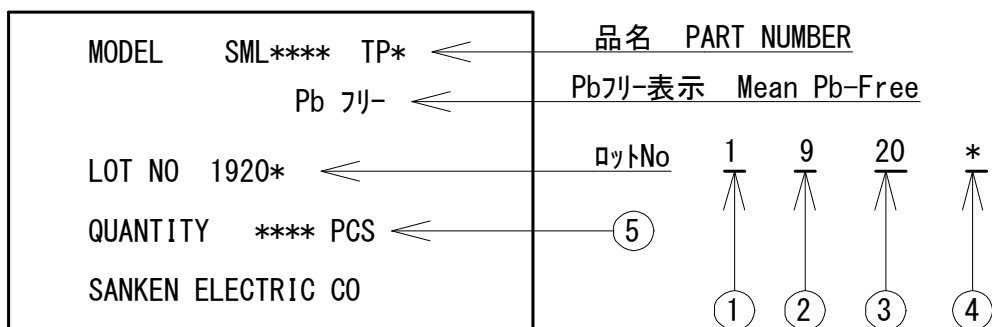 MODEL SML**** TP*
品名 PART NUMBER
Pb フリー
Pbフリー表示 Mean Pb-Free
LOT NO 1920*
ロットNo 1 9 20 *
QUANTITY **** PCS
⑤
SANKEN ELECTRIC CO
① ② ③ ④